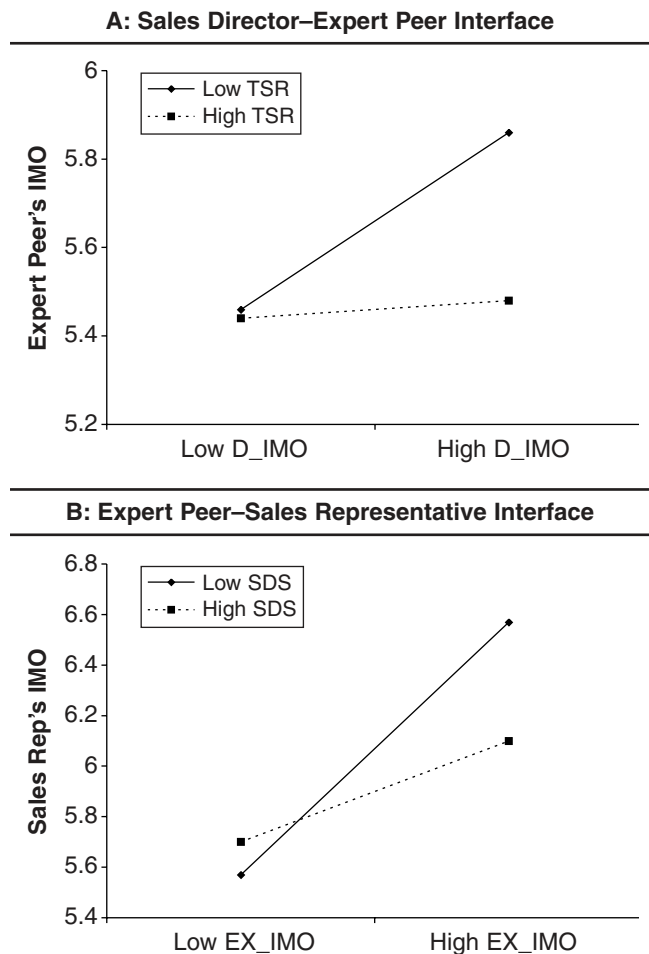 A: Sales Director–Expert Peer Interface
6
Low TSR
High TSR
5.8
5.6
5.4
5.2
Expert Peer's IMO
Low D_IMO
High D_IMO
B: Expert Peer–Sales Representative Interface
6.8
Low SDS
High SDS
6.6
6.4
6.2
6
5.8
5.6
5.4
Sales Rep's IMO
Low EX_IMO
High EX_IMO